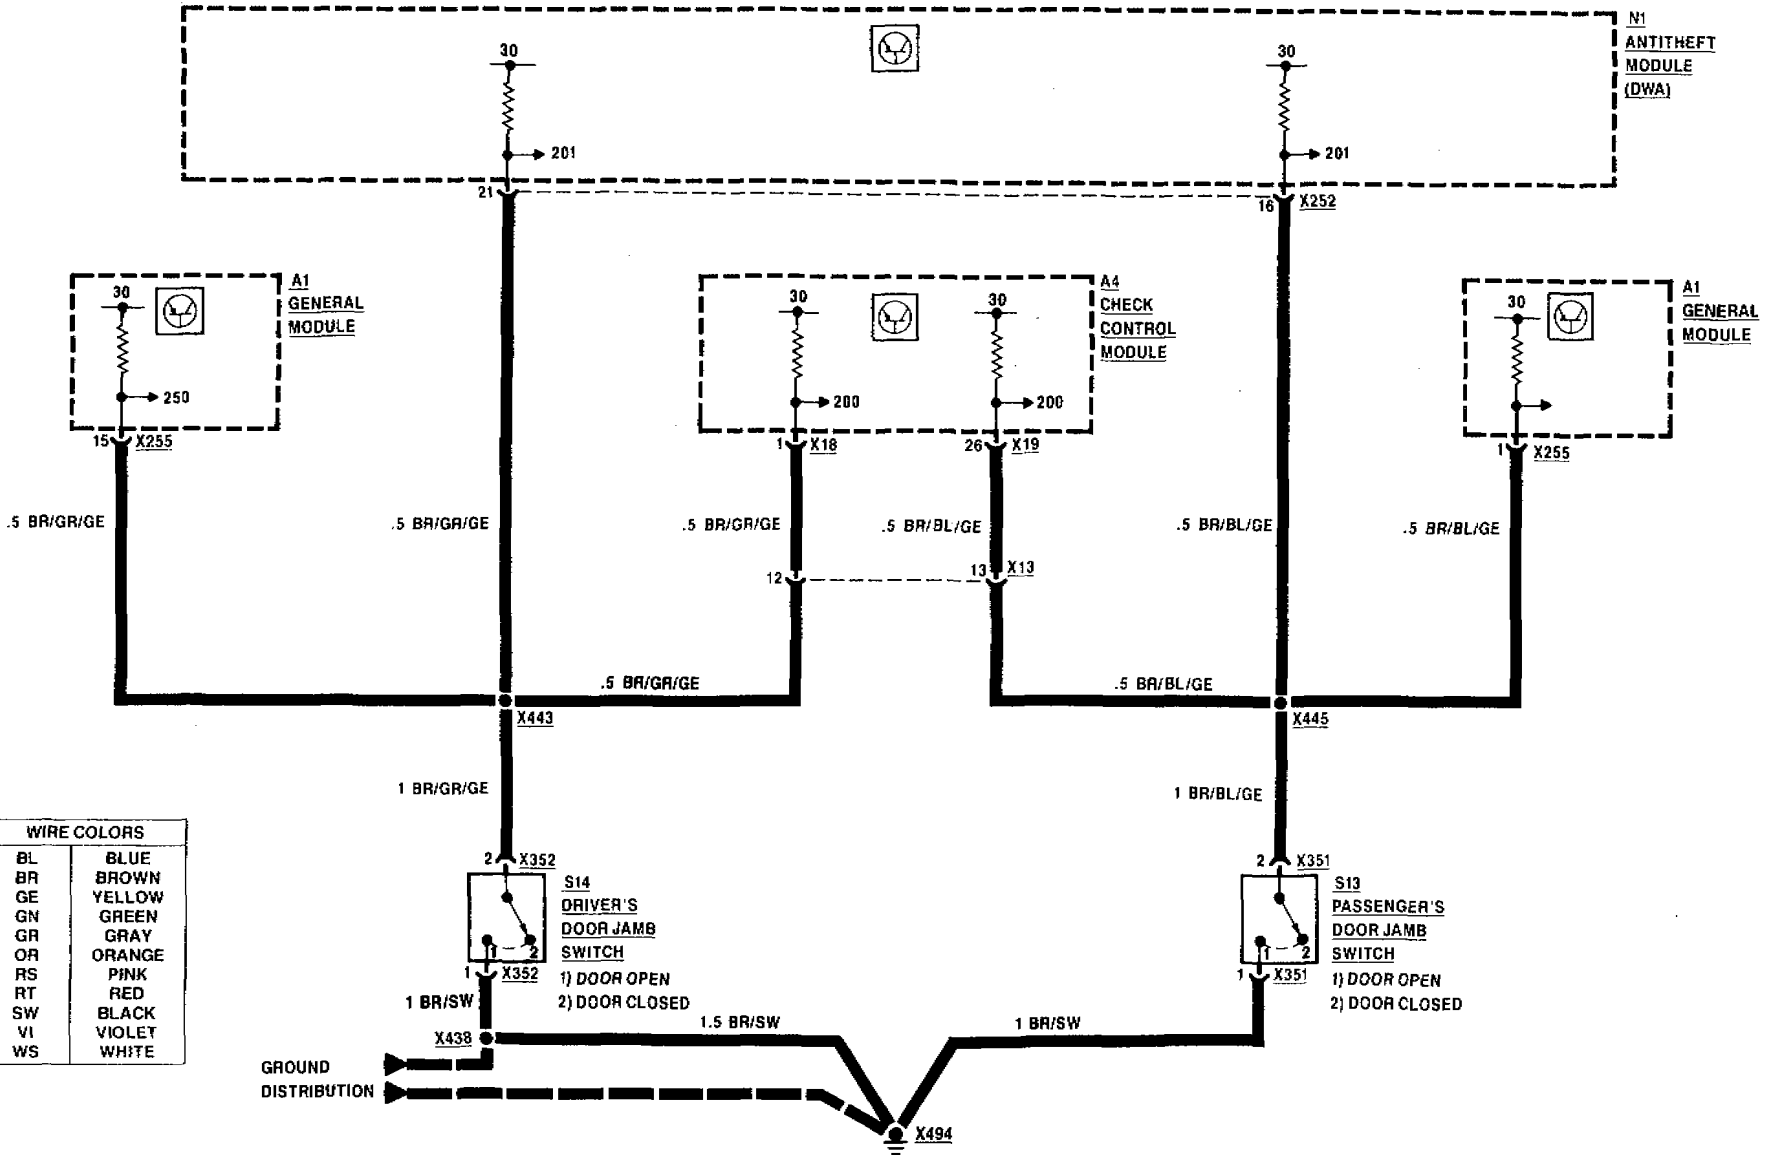 N1
ANTITHEFT
MODULE
(DWA)
30
30
201
201
21
16 X252
30
A1
GENERAL
MODULE
250
15 X255
30
30
A4
CHECK
CONTROL
MODULE
200
200
1 X18
26 X19
30
A1
GENERAL
MODULE
1 X255
.5 BR/GR/GE
.5 BR/GR/GE
.5 BR/GR/GE
.5 BR/BL/GE
.5 BR/BL/GE
.5 BR/BL/GE
12
13 X13
.5 BR/GR/GE
.5 BR/BL/GE
X443
X445
1 BR/GR/GE
1 BR/BL/GE
WIRE COLORS
BL BLUE
BR BROWN
GE YELLOW
GN GREEN
GR GRAY
OR ORANGE
RS PINK
RT RED
SW BLACK
VI VIOLET
WS WHITE
2 X352
S14
DRIVER'S
DOOR JAMB
SWITCH
1 2
1 X352
1) DOOR OPEN
2) DOOR CLOSED
2 X351
S13
PASSENGER'S
DOOR JAMB
SWITCH
1 2
1 X351
1) DOOR OPEN
2) DOOR CLOSED
1 BR/SW
X438
1.5 BR/SW
1 BR/SW
GROUND
DISTRIBUTION
X494